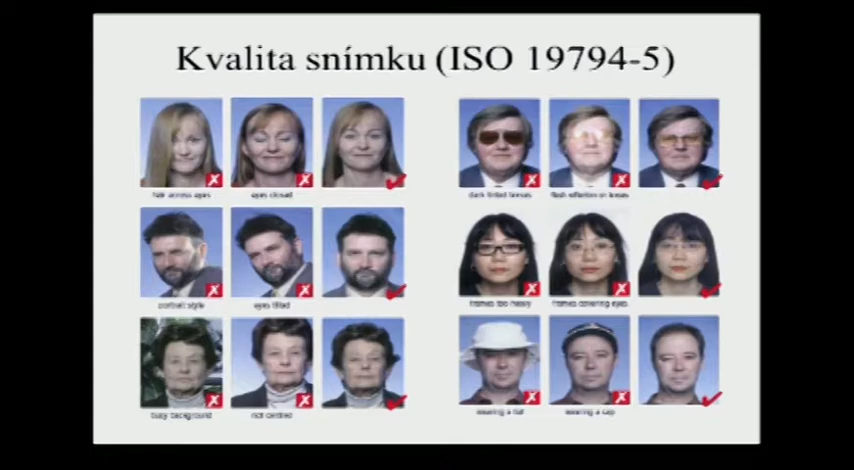 Kvalita snímku (ISO 19794-5)
hair across eyes
eyes closed
dark tinted lenses
flash reflection on lenses
portrait style
eyes tilted
frames too heavy
frames covering eyes
busy background
not centred
wearing a hat
wearing a cap